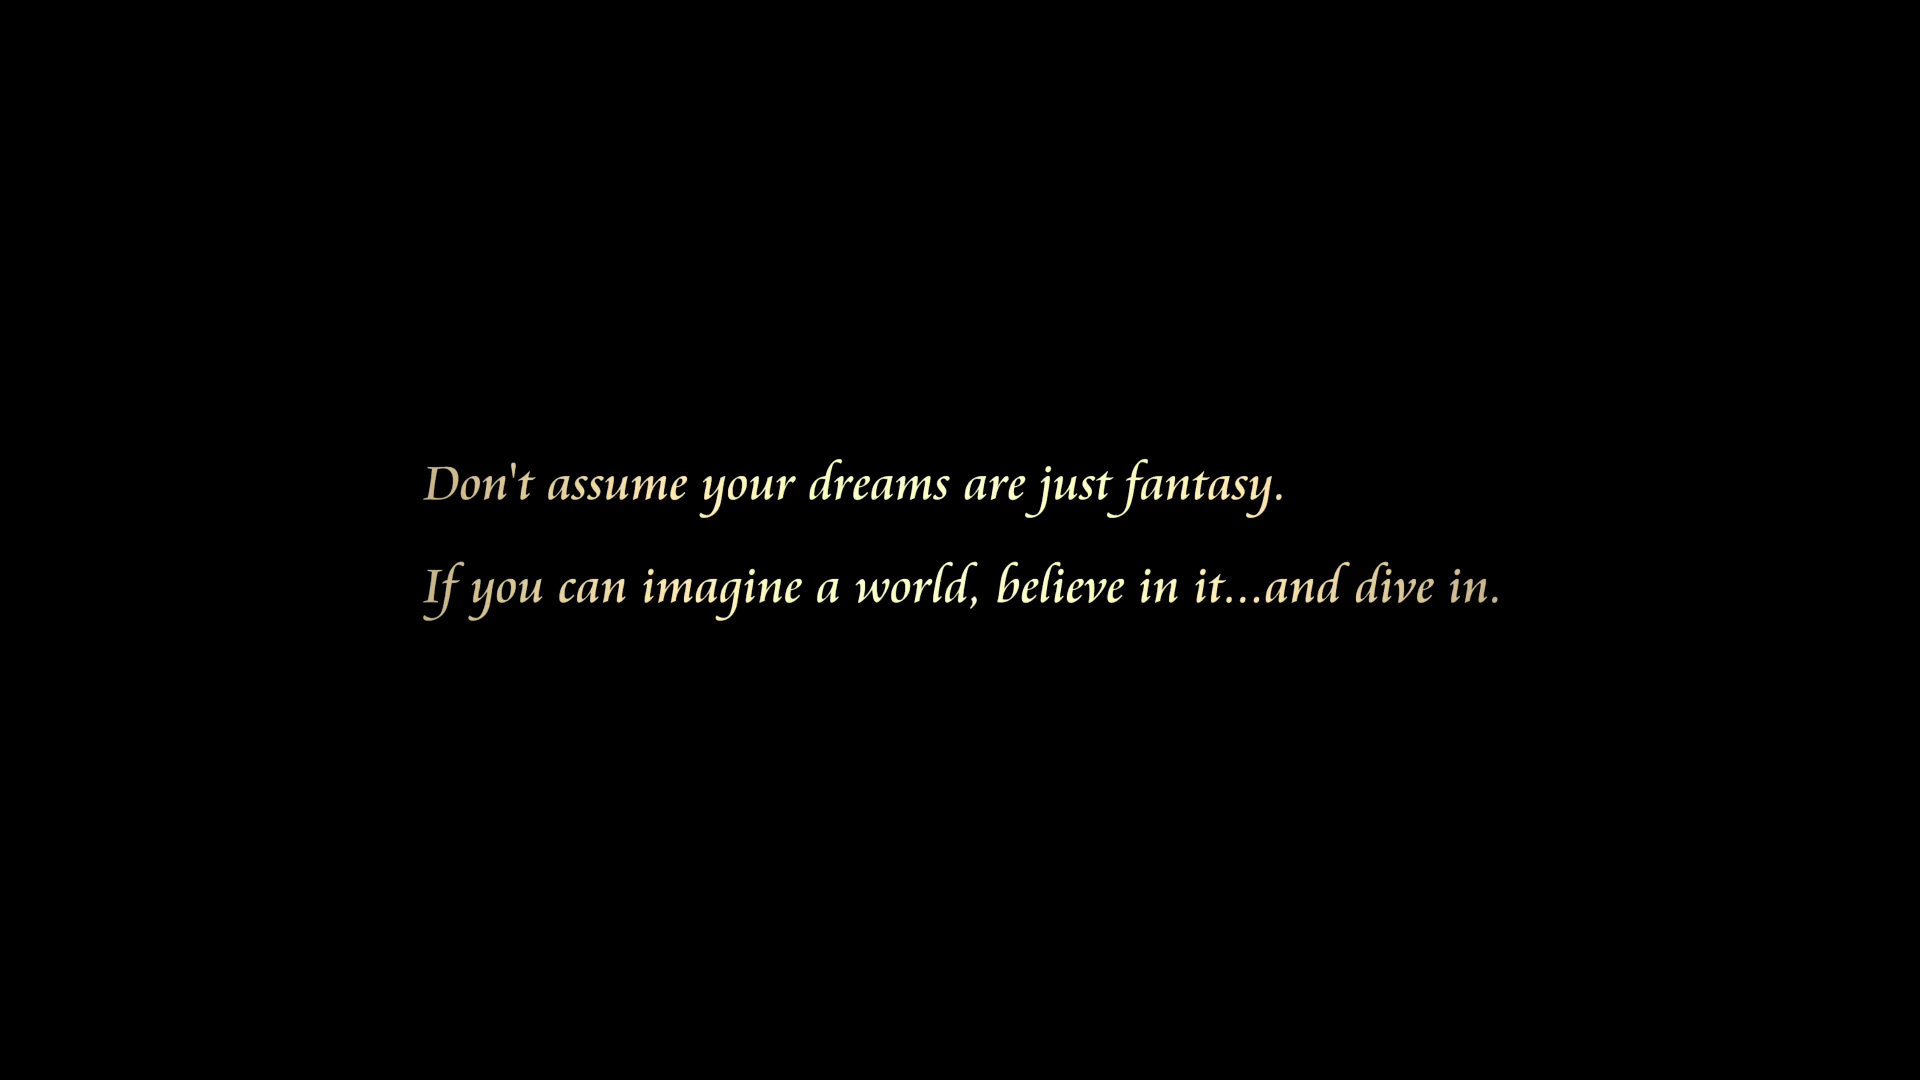 Don't assume your dreams are just fantasy.
If you can imagine a world, believe in it...and dive in.